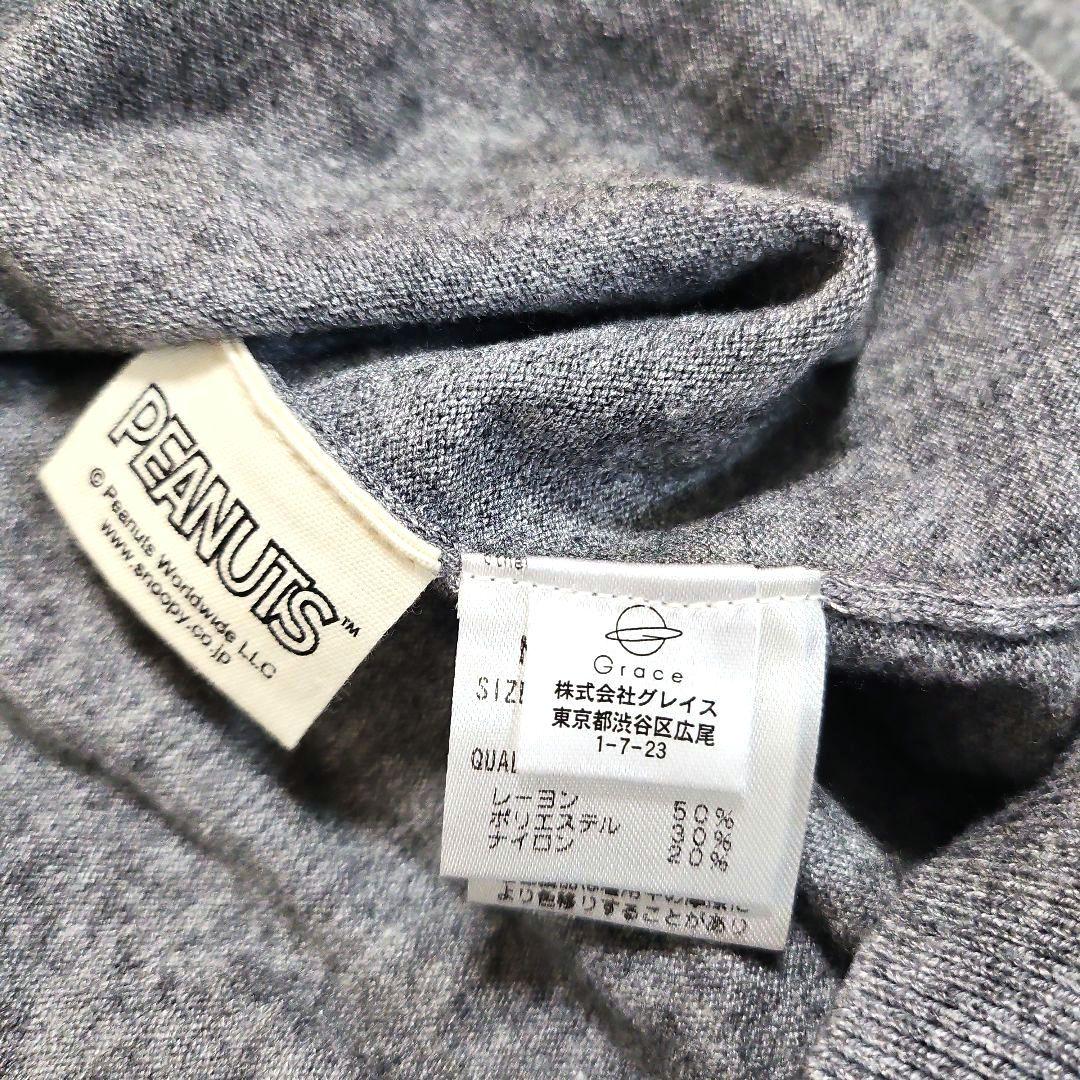 PEANUTS™
© Peanuts Worldwide LLC
www.snoopy.co.jp
Grace
株式会社グレイス
東京都渋谷区広尾
1-7-23
レーヨン 50%
ポリエステル 30%
ナイロン 20%
より色移りすることがあり